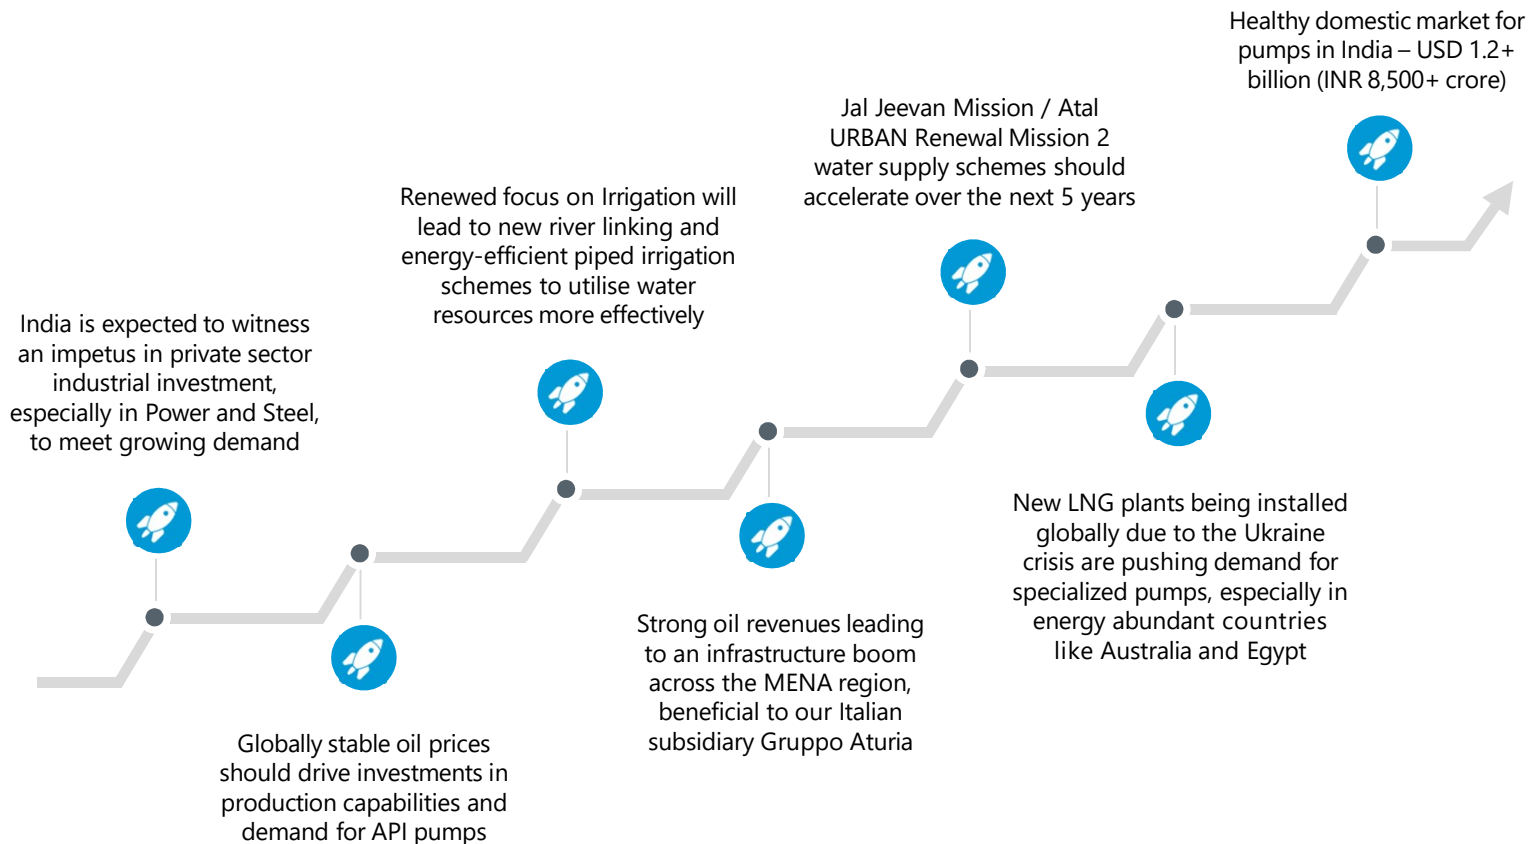 India is expected to witness
an impetus in private sector
industrial investment,
especially in Power and Steel,
to meet growing demand
Globally stable oil prices
should drive investments in
production capabilities and
demand for API pumps
Renewed focus on Irrigation will
lead to new river linking and
energy-efficient piped irrigation
schemes to utilise water
resources more effectively
Strong oil revenues leading
to an infrastructure boom
across the MENA region,
beneficial to our Italian
subsidiary Gruppo Aturia
Jal Jeevan Mission / Atal
URBAN Renewal Mission 2
water supply schemes should
accelerate over the next 5 years
New LNG plants being installed
globally due to the Ukraine
crisis are pushing demand for
specialized pumps, especially in
energy abundant countries
like Australia and Egypt
Healthy domestic market for
pumps in India – USD 1.2+
billion (INR 8,500+ crore)